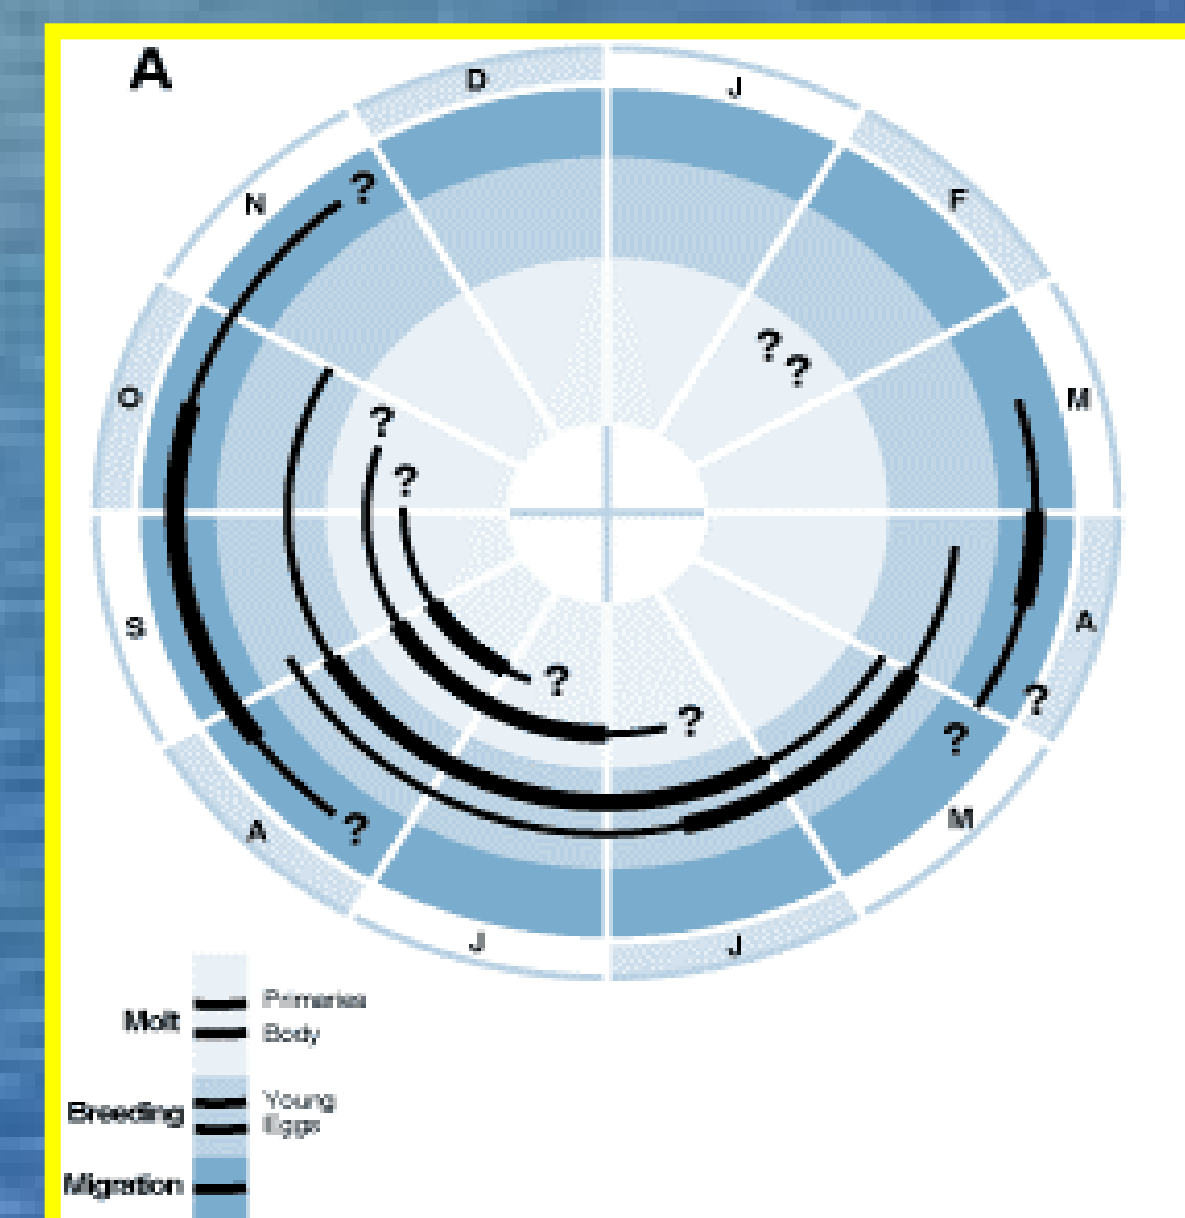 A
D
J
N
?
F
? ?
O
?
M
?
S
A
?
?
?
?
A
?
M
J
J
Molt
Primaries
Body
Breeding
Young
Eggs
Migration